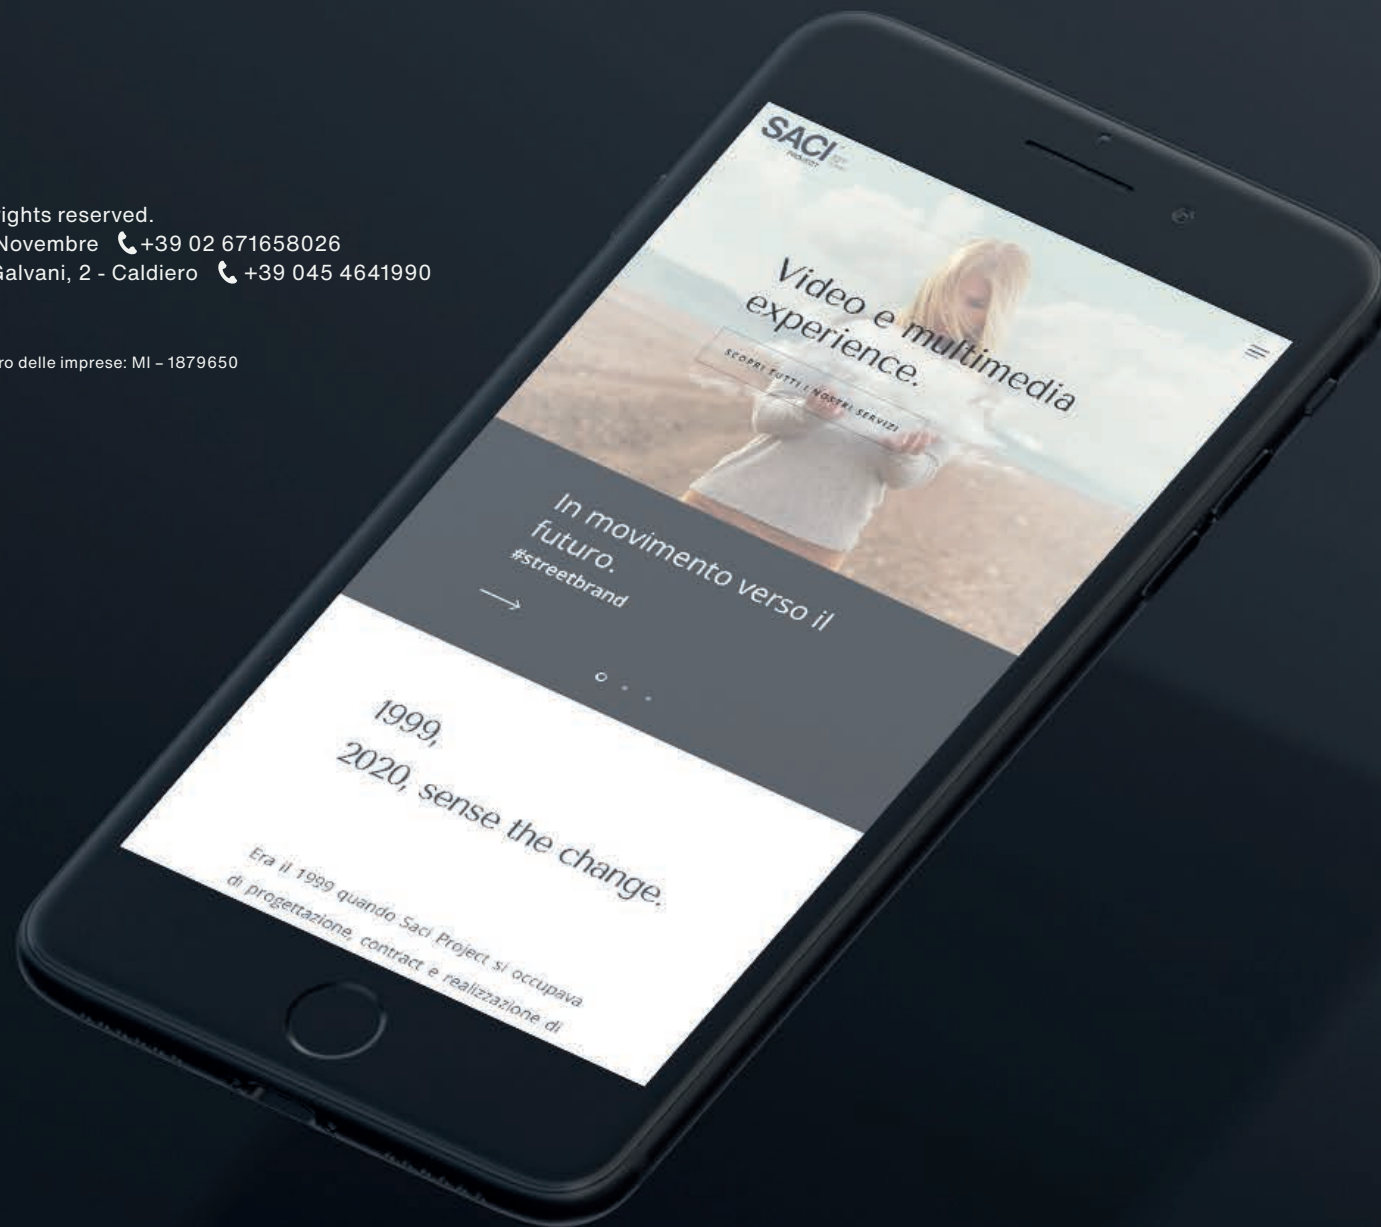 ights reserved.
Novembre +39 02 671658026
alvani, 2 - Caldiero +39 045 4641990
ro delle imprese: MI – 1879650
SACI
PROJECT
Video e multimedia
experience.
SCOPRI TUTTI I NOSTRI SERVIZI
In movimento verso il
futuro.
#streetbrand
1999,
2020, sense the change.
Era il 1999 quando Saci Project si occupava
di progettazione, contract e realizzazione di